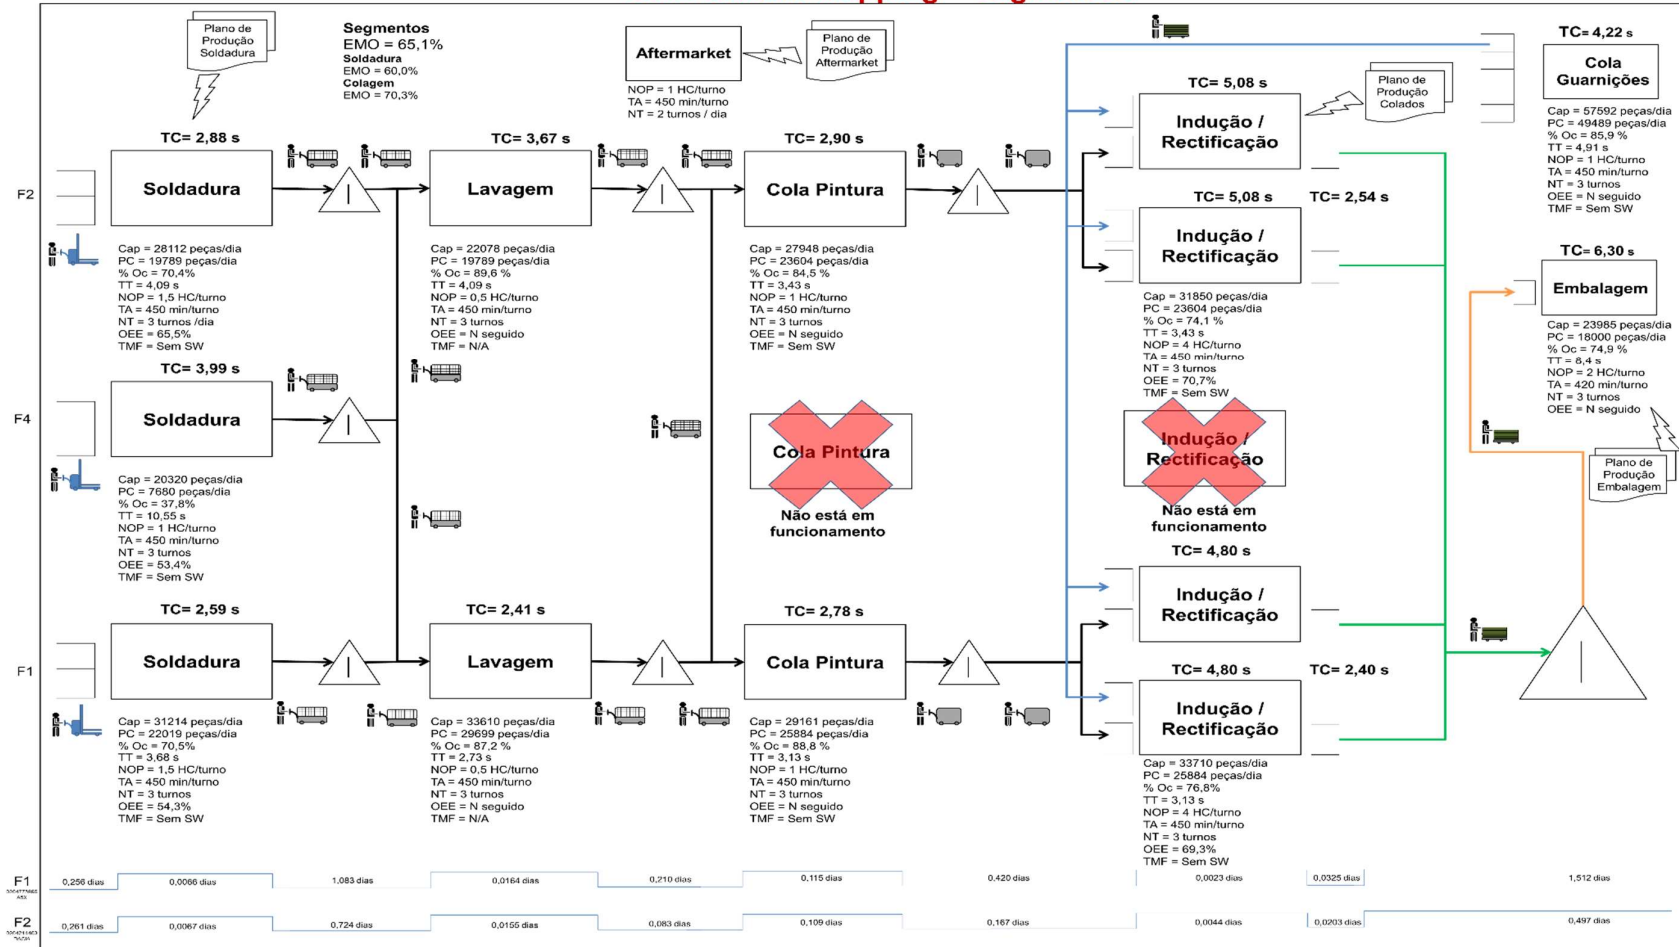 Plano de
Produção
Soldadura
Segmentos
EMO = 65,1%
Soldadura
EMO = 60,0%
Colagem
EMO = 70,3%
Aftermarket
NOP = 1 HC/turno
TA = 450 min/turno
NT = 2 turnos / dia
Plano de
Produção
Aftermarket
TC= 4,22 s
Cola
Guarnições
Cap = 57592 peças/dia
PC = 49489 peças/dia
% Oc = 85,9 %
TT = 4,91 s
NOP = 1 HC/turno
TA = 450 min/turno
NT = 3 turnos
OEE = N seguido
TMF = Sem SW
Plano de
Produção
Colados
F2
TC= 2,88 s
Soldadura
Cap = 28112 peças/dia
PC = 19789 peças/dia
% Oc = 70,4%
TT = 4,09 s
NOP = 1,5 HC/turno
TA = 450 min/turno
NT = 3 turnos /dia
OEE = 65,5%
TMF = Sem SW
TC= 3,67 s
Lavagem
Cap = 22078 peças/dia
PC = 19789 peças/dia
% Oc = 89,6 %
TT = 4,09 s
NOP = 0,5 HC/turno
TA = 450 min/turno
NT = 3 turnos
OEE = N seguido
TMF = N/A
TC= 2,90 s
Cola Pintura
Cap = 27948 peças/dia
PC = 23604 peças/dia
% Oc = 84,5 %
TT = 3,43 s
NOP = 1 HC/turno
TA = 450 min/turno
NT = 3 turnos
OEE = N seguido
TMF = Sem SW
TC= 5,08 s
Indução /
Rectificação
TC= 5,08 s
TC= 2,54 s
Indução /
Rectificação
Cap = 31850 peças/dia
PC = 23604 peças/dia
% Oc = 74,1 %
TT = 3,43 s
NOP = 4 HC/turno
TA = 450 min/turno
NT = 3 turnos
OEE = 70,7%
TMF = Sem SW
TC= 6,30 s
Embalagem
Cap = 23985 peças/dia
PC = 18000 peças/dia
% Oc = 74,9 %
TT = 8,4 s
NOP = 2 HC/turno
TA = 420 min/turno
NT = 3 turnos
OEE = N seguido
Plano de
Produção
Embalagem
F4
TC= 3,99 s
Soldadura
Cap = 20320 peças/dia
PC = 7680 peças/dia
% Oc = 37,8%
TT = 10,55 s
NOP = 1 HC/turno
TA = 450 min/turno
NT = 3 turnos
OEE = 53,4%
TMF = Sem SW
Cola Pintura
Não está em
funcionamento
Indução /
Rectificação
Não está em
funcionamento
F1
TC= 2,59 s
Soldadura
Cap = 31214 peças/dia
PC = 22019 peças/dia
% Oc = 70,5%
TT = 3,68 s
NOP = 1,5 HC/turno
TA = 450 min/turno
NT = 3 turnos
OEE = 54,3%
TMF = Sem SW
TC= 2,41 s
Lavagem
Cap = 33610 peças/dia
PC = 29699 peças/dia
% Oc = 87,2 %
TT = 2,73 s
NOP = 0,5 HC/turno
TA = 450 min/turno
NT = 3 turnos
OEE = N seguido
TMF = N/A
TC= 2,78 s
Cola Pintura
Cap = 29161 peças/dia
PC = 25884 peças/dia
% Oc = 88,8 %
TT = 3,13 s
NOP = 1 HC/turno
TA = 450 min/turno
NT = 3 turnos
OEE = N seguido
TMF = Sem SW
TC= 4,80 s
Indução /
Rectificação
TC= 4,80 s
TC= 2,40 s
Indução /
Rectificação
Cap = 33710 peças/dia
PC = 25884 peças/dia
% Oc = 76,8%
TT = 3,13 s
NOP = 4 HC/turno
TA = 450 min/turno
NT = 3 turnos
OEE = 69,3%
TMF = Sem SW
F1
0,256 dias 0,0066 dias 1,083 dias 0,0164 dias 0,210 dias 0,115 dias 0,420 dias 0,0023 dias 0,0325 dias 1,512 dias
F2
0,261 dias 0,0067 dias 0,724 dias 0,0155 dias 0,083 dias 0,109 dias 0,167 dias 0,0044 dias 0,0203 dias 0,497 dias